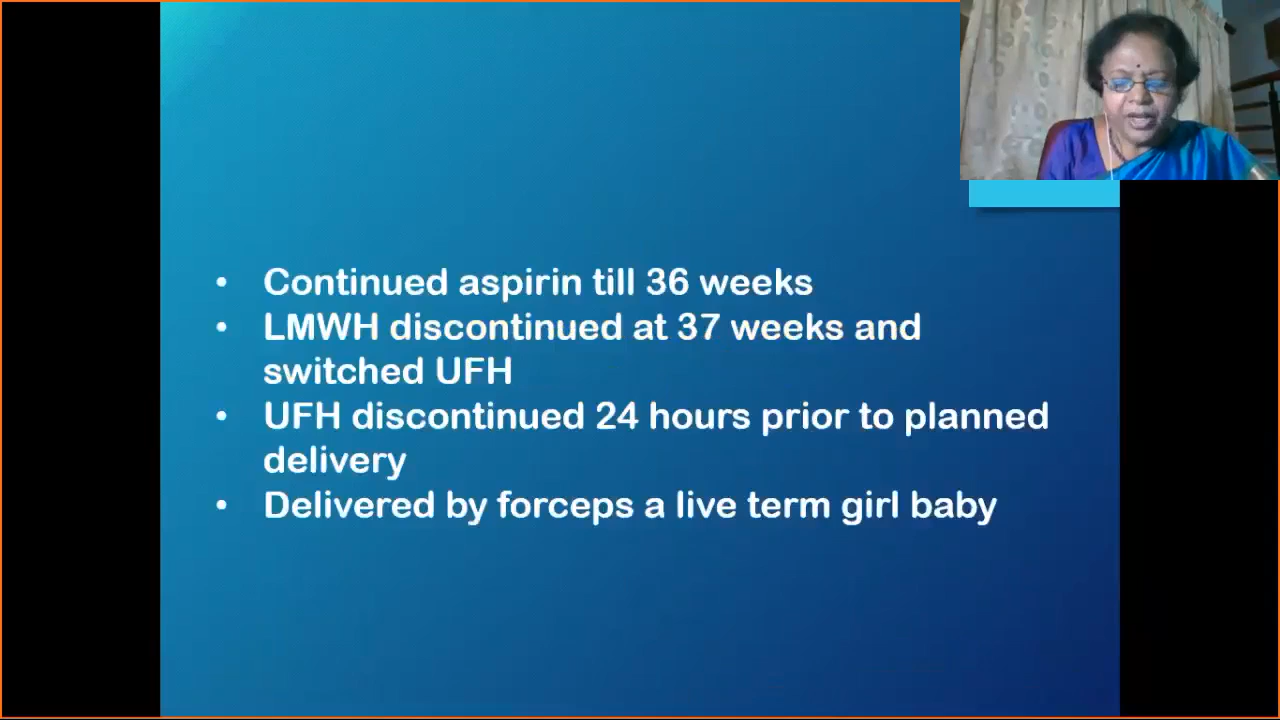 • Continued aspirin till 36 weeks
• LMWH discontinued at 37 weeks and
switched UFH
• UFH discontinued 24 hours prior to planned
delivery
• Delivered by forceps a live term girl baby